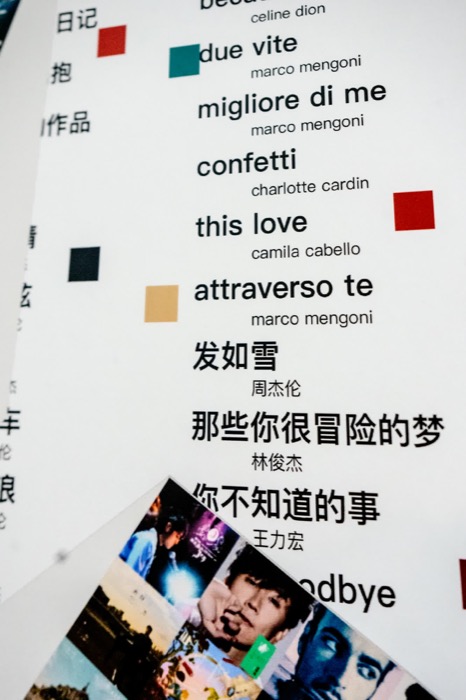 日记
抱
作品
车
celine dion
due vite
marco mengoni
migliore di me
marco mengoni
confetti
charlotte cardin
this love
camila cabello
attraverso te
marco mengoni
发如雪
周杰伦
那些你很冒险的梦
林俊杰
你不知道的事
王力宏
odbye